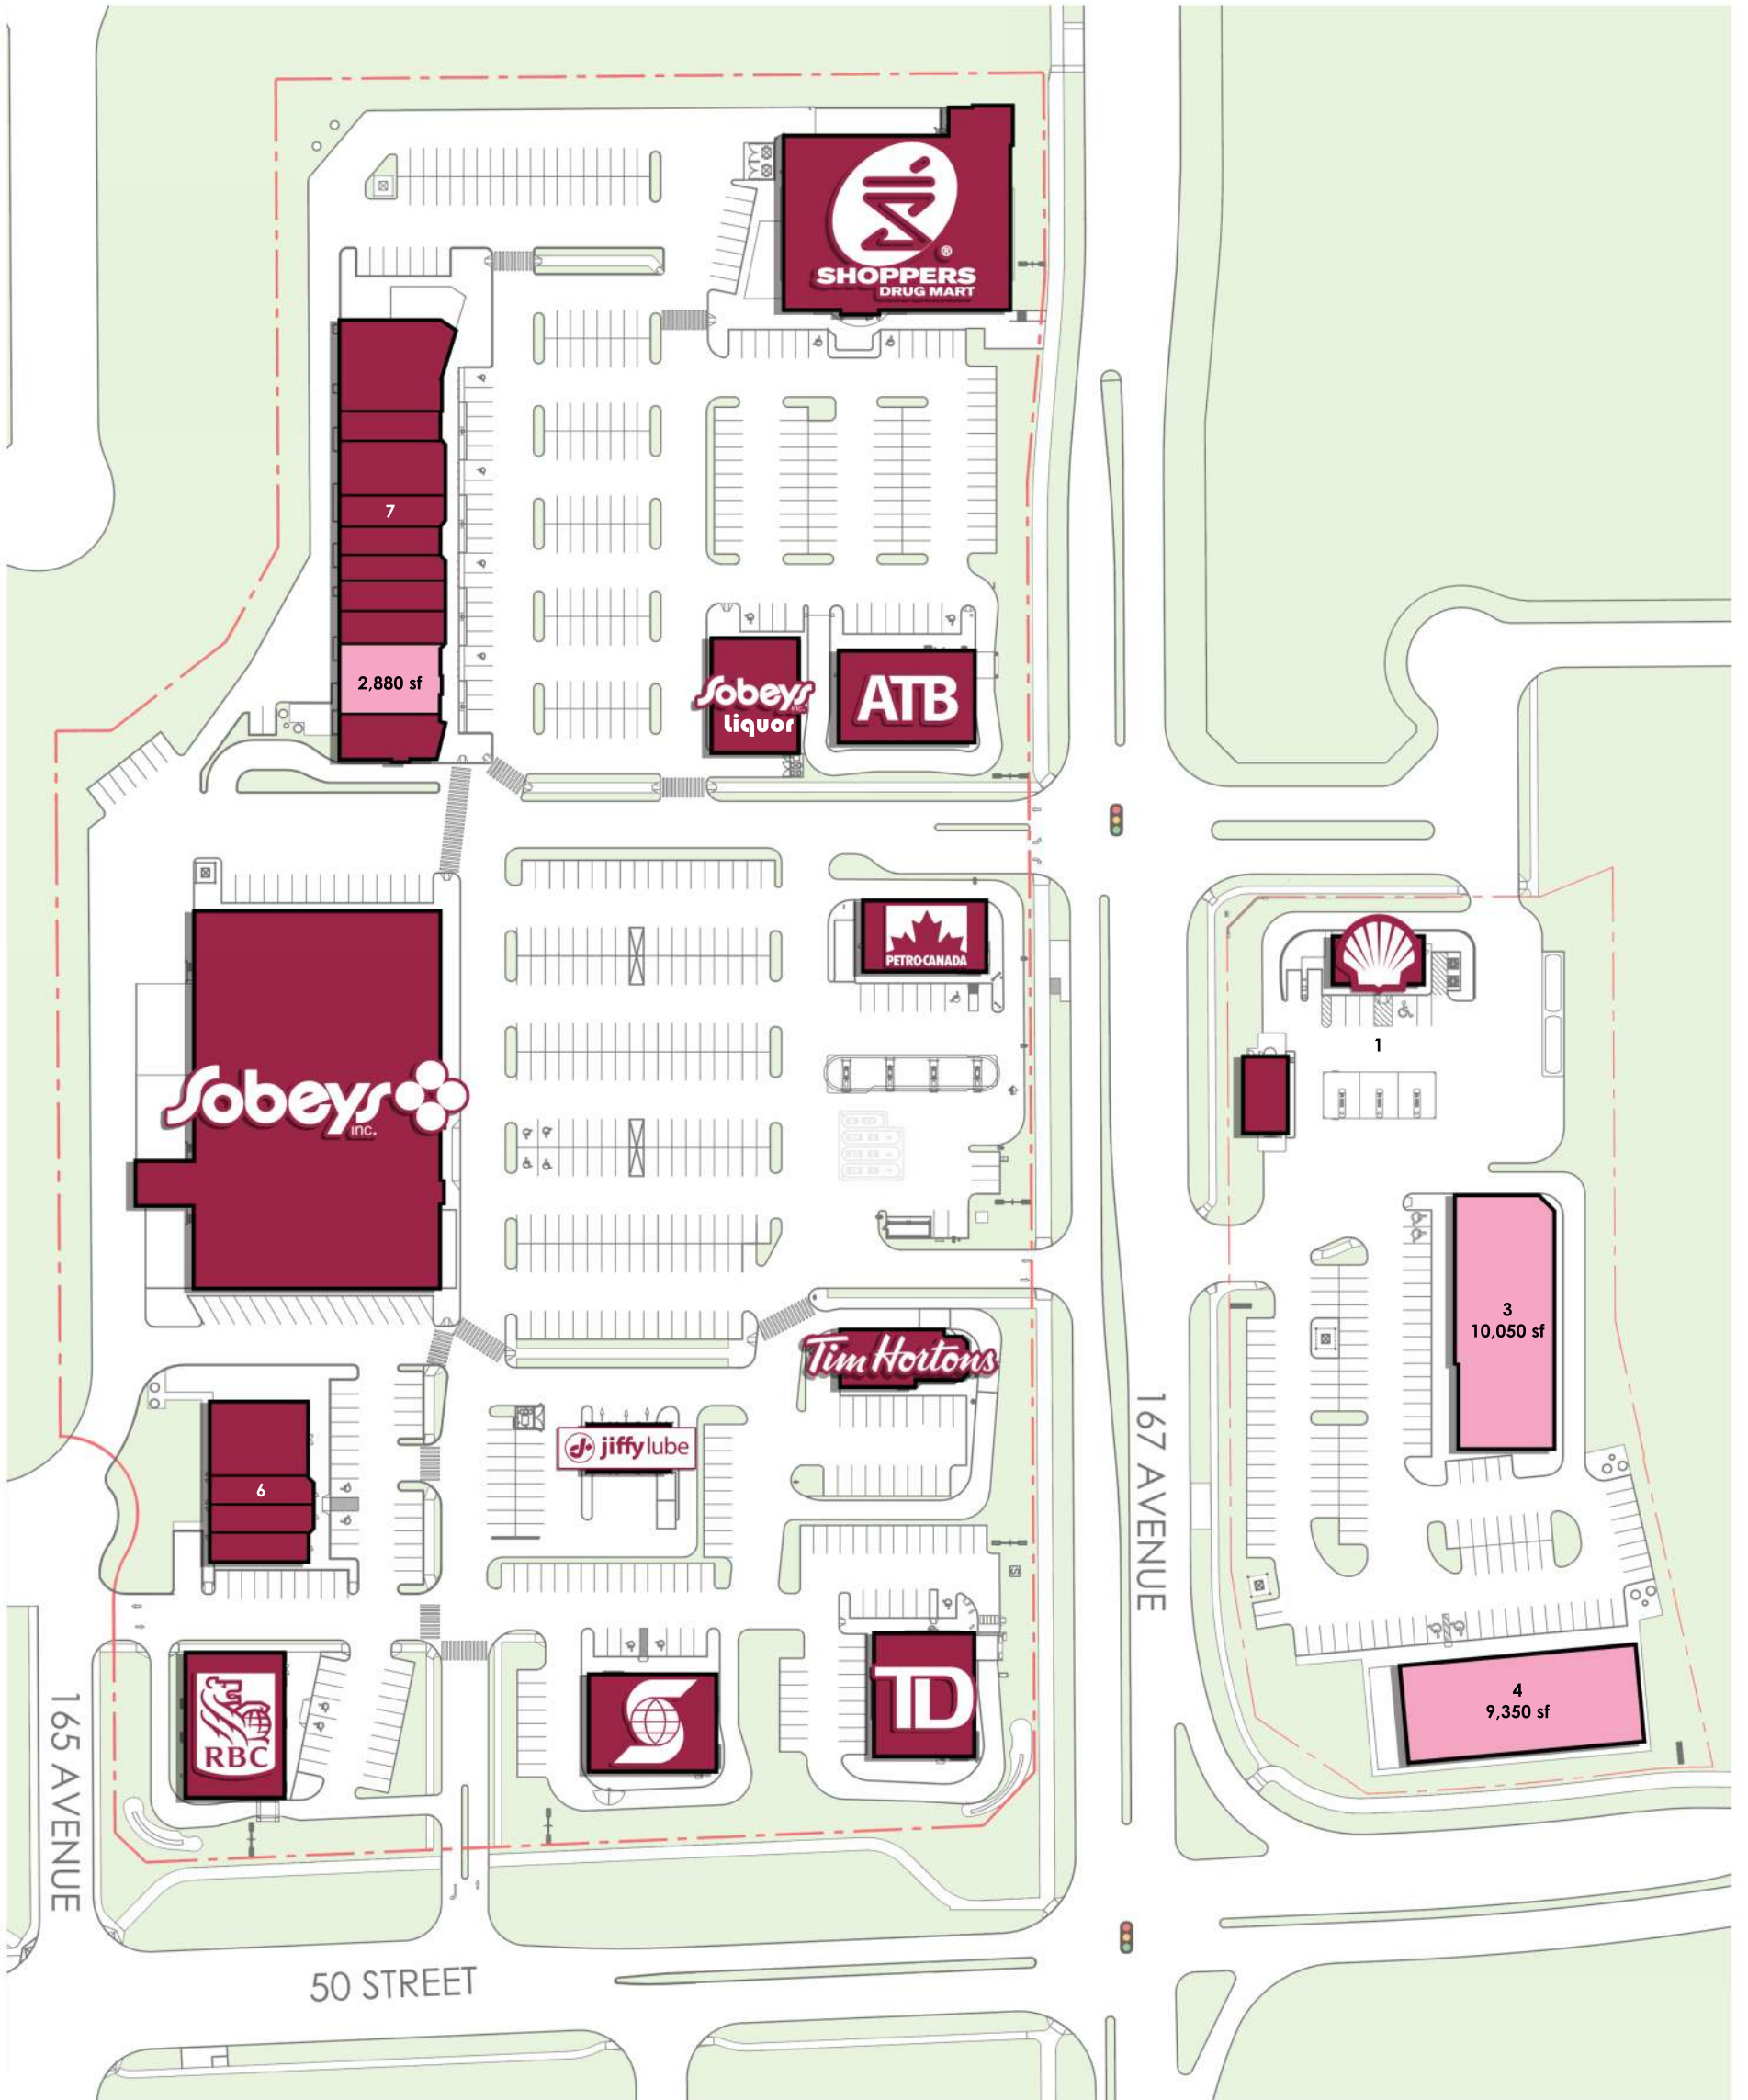 ®
SHOPPERS
DRUG MART
7
2,880 sf
Sobeys
INC.
Liquor
ATB
PETRO-CANADA
1
Sobeys
INC.
3
10,050 sf
Tim Hortons
jiffy lube
6
167 AVENUE
4
9,350 sf
TD
RBC
165 AVENUE
50 STREET